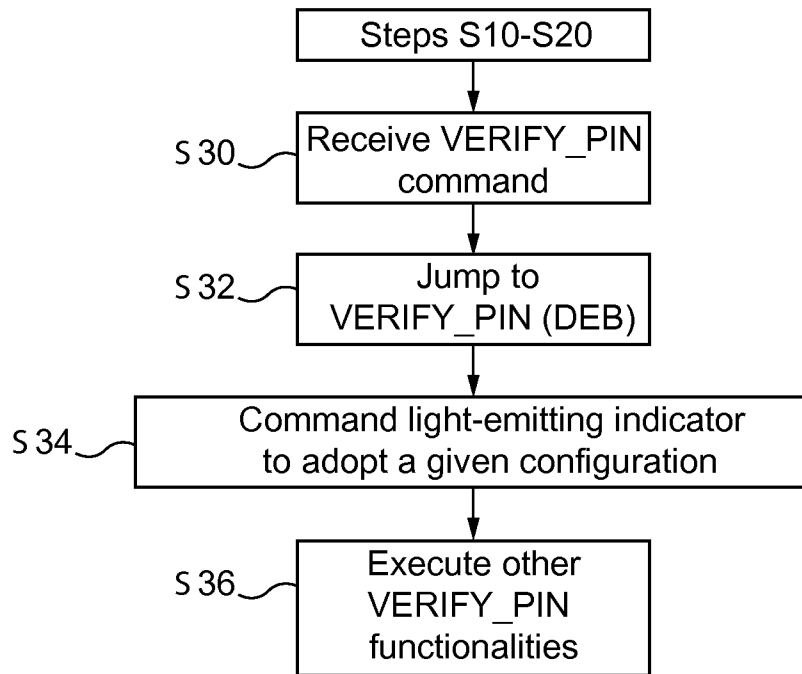 Steps S10-S20
S 30
Receive VERIFY_PIN
command
S 32
Jump to
VERIFY_PIN (DEB)
S 34
Command light-emitting indicator
to adopt a given configuration
S 36
Execute other
VERIFY_PIN
functionalities